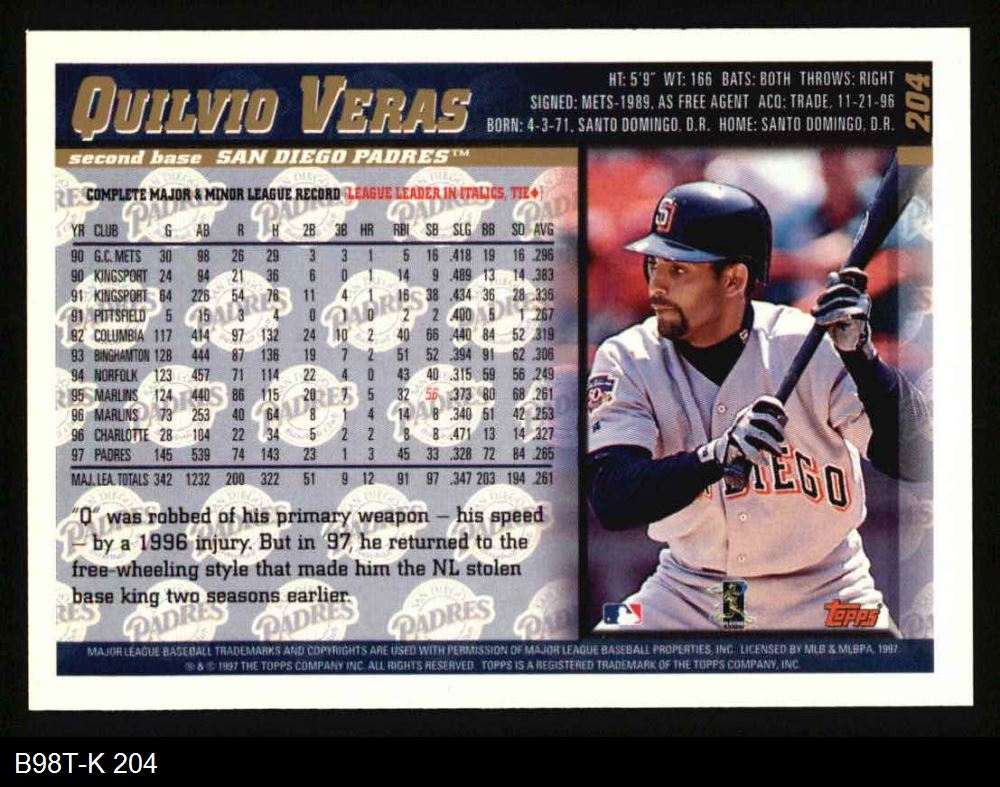 QUILVIO VERAS
HT: 5'9" WT: 166 BATS: BOTH THROWS: RIGHT
SIGNED: METS-1989, AS FREE AGENT ACQ: TRADE, 11-21-96
BORN: 4-3-71, SANTO DOMINGO, D.R. HOME: SANTO DOMINGO, D.R.
204
second base SAN DIEGO PADRES™
COMPLETE MAJOR & MINOR LEAGUE RECORD (LEAGUE LEADER IN ITALICS, TIE♦)
YR CLUB G AB R H 2B 3B HR RBI SB SLG BB SO AVG
90 G.C. METS 30 98 26 29 3 3 1 5 16 .418 19 16 .296
90 KINGSPORT 24 94 21 36 6 0 1 14 9 .489 13 14 .383
91 KINGSPORT 64 226 54 76 11 4 1 16 38 .434 36 28 .336
91 PITTSFIELD 5 15 3 4 0 1 0 2 2 .400 5 1 .267
92 COLUMBIA 117 414 97 132 24 10 2 40 66 .440 84 52 .319
93 BINGHAMTON 128 444 87 136 19 7 2 51 52 .394 91 62 .306
94 NORFOLK 123 457 71 114 22 4 0 43 40 .315 59 56 .249
95 MARLINS 124 440 86 115 20 7 5 32 56 .373 80 68 .261
96 MARLINS 73 253 40 64 8 1 4 14 8 .340 51 42 .253
96 CHARLOTTE 28 104 22 34 5 2 2 8 8 .471 13 14 .327
97 PADRES 145 539 74 143 23 1 3 45 33 .328 72 84 .265
MAJ. LEA. TOTALS 342 1232 200 322 51 9 12 91 97 .347 203 194 .261
"Q" was robbed of his primary weapon – his speed
– by a 1996 injury. But in '97, he returned to the
free-wheeling style that made him the NL stolen
base king two seasons earlier.
S
DIEGO
topps
MAJOR LEAGUE BASEBALL TRADEMARKS AND COPYRIGHTS ARE USED WITH PERMISSION OF MAJOR LEAGUE BASEBALL PROPERTIES, INC. LICENSED BY MLB & MLBPA, 1997
® & © 1997 THE TOPPS COMPANY INC. ALL RIGHTS RESERVED. TOPPS IS A REGISTERED TRADEMARK OF THE TOPPS COMPANY, INC.
B98T-K 204